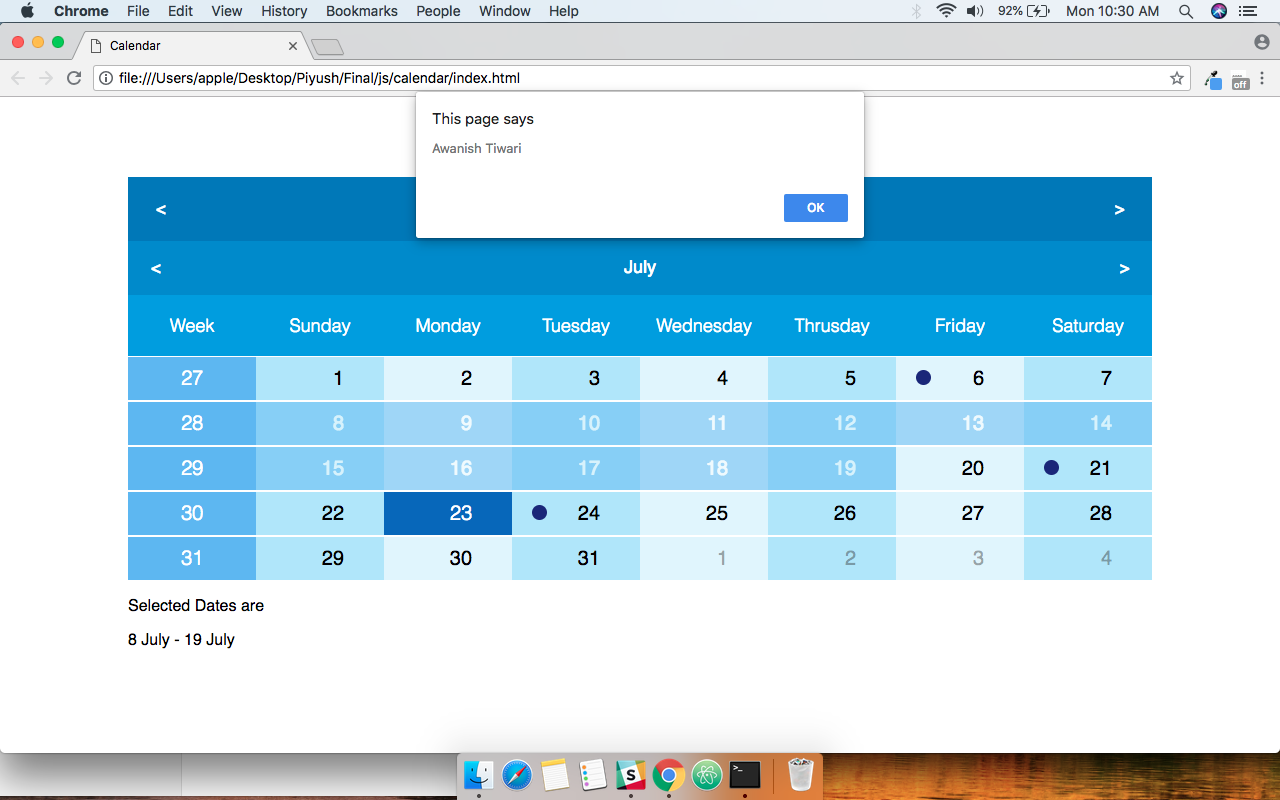 Chrome File Edit View History Bookmarks People Window Help 92% Mon 10:30 AM
Calendar
file:///Users/apple/Desktop/Piyush/Final/js/calendar/index.html
off
This page says
Awanish Tiwari
OK
< >
< July >
Week Sunday Monday Tuesday Wednesday Thrusday Friday Saturday
27 1 2 3 4 5 6 7
28 8 9 10 11 12 13 14
29 15 16 17 18 19 20 21
30 22 23 24 25 26 27 28
31 29 30 31 1 2 3 4
Selected Dates are
8 July - 19 July
S
>_